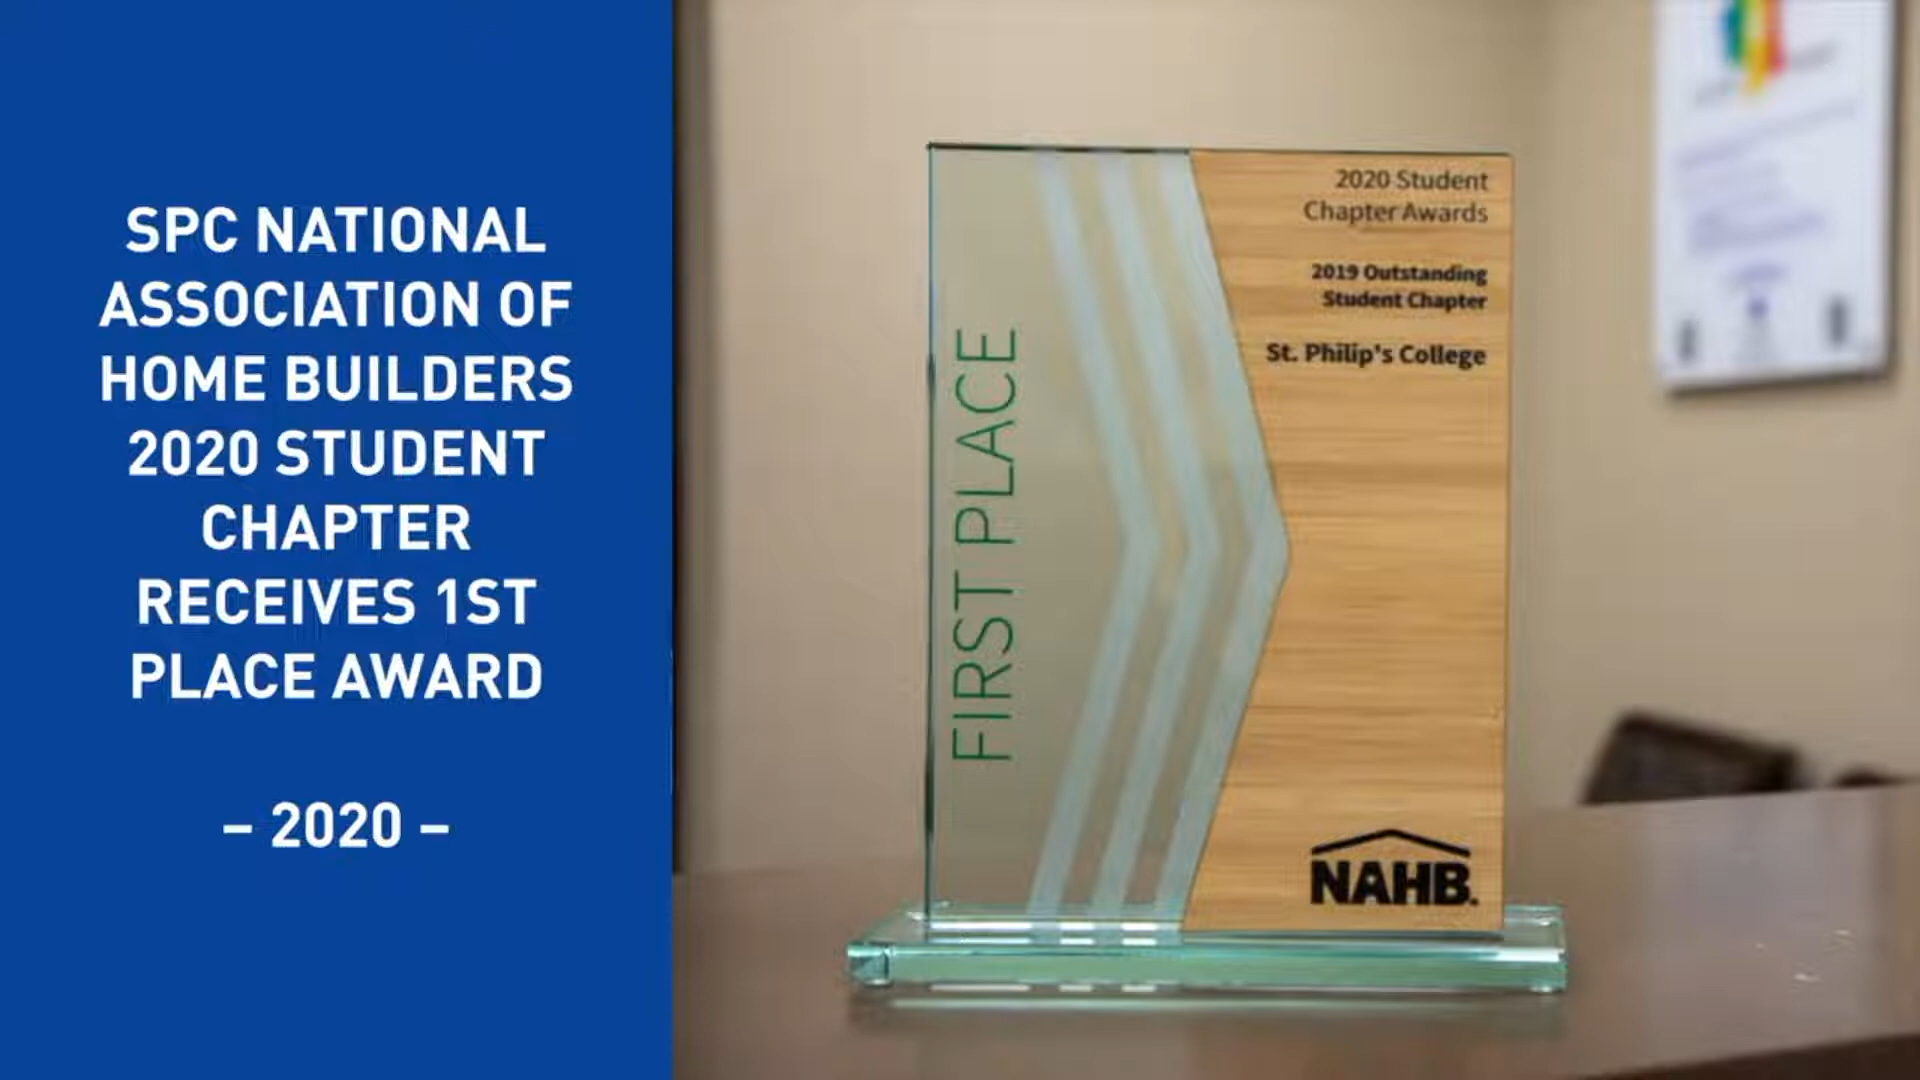 SPC NATIONAL
ASSOCIATION OF
HOME BUILDERS
2020 STUDENT
CHAPTER
RECEIVES 1ST
PLACE AWARD
– 2020 –
FIRST PLACE
2020 Student
Chapter Awards
2019 Outstanding
Student Chapter
St. Philip's College
NAHB.